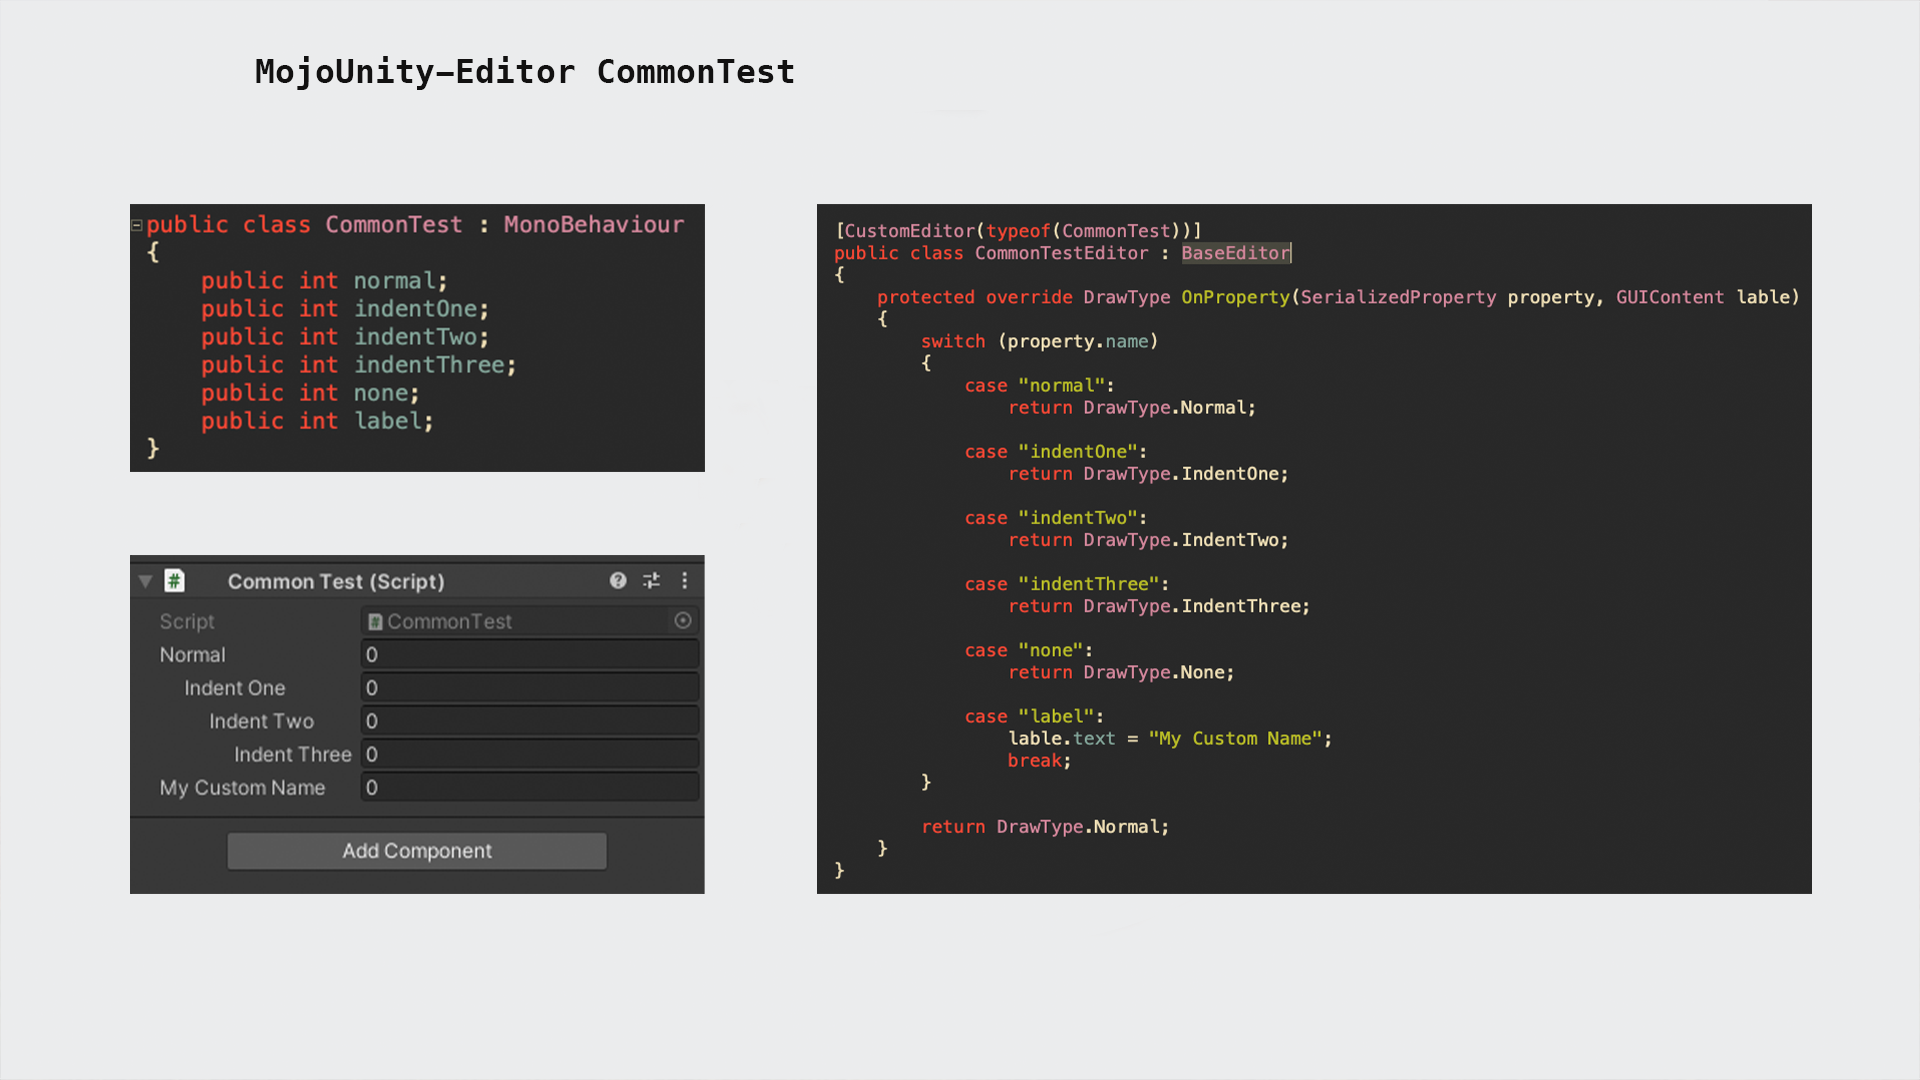 MojoUnity-Editor CommonTest
public class CommonTest : MonoBehaviour
{
public int normal;
public int indentOne;
public int indentTwo;
public int indentThree;
public int none;
public int label;
}
Common Test (Script)
Script CommonTest
Normal 0
Indent One 0
Indent Two 0
Indent Three 0
My Custom Name 0
Add Component
[CustomEditor(typeof(CommonTest))]
public class CommonTestEditor : BaseEditor
{
protected override DrawType OnProperty(SerializedProperty property, GUIContent lable)
{
switch (property.name)
{
case "normal":
return DrawType.Normal;
case "indentOne":
return DrawType.IndentOne;
case "indentTwo":
return DrawType.IndentTwo;
case "indentThree":
return DrawType.IndentThree;
case "none":
return DrawType.None;
case "label":
lable.text = "My Custom Name";
break;
}
return DrawType.Normal;
}
}